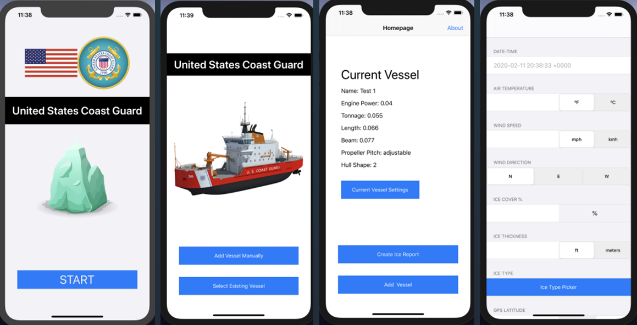 11:38
United States Coast Guard
START
11:39
United States Coast Guard
U.S. COAST GUARD
Add Vessel Manually
Select Existing Vessel
11:38
Homepage
About
Current Vessel
Name: Test 1
Engine Power: 0.04
Tonnage: 0.055
Length: 0.066
Beam: 0.077
Propeller Pitch: adjustable
Hull Shape: 2
Current Vessel Settings
Create Ice Report
Add Vessel
11:38
DATE-TIME
2020-03-11 20:38:33 +0000
AIR TEMPERATURE
°F °C
WIND SPEED
mph kmh
WIND DIRECTION
N E W
ICE COVER %
%
ICE THICKNESS
ft meters
ICE TYPE
Ice Type Picker
GPS LATITUDE